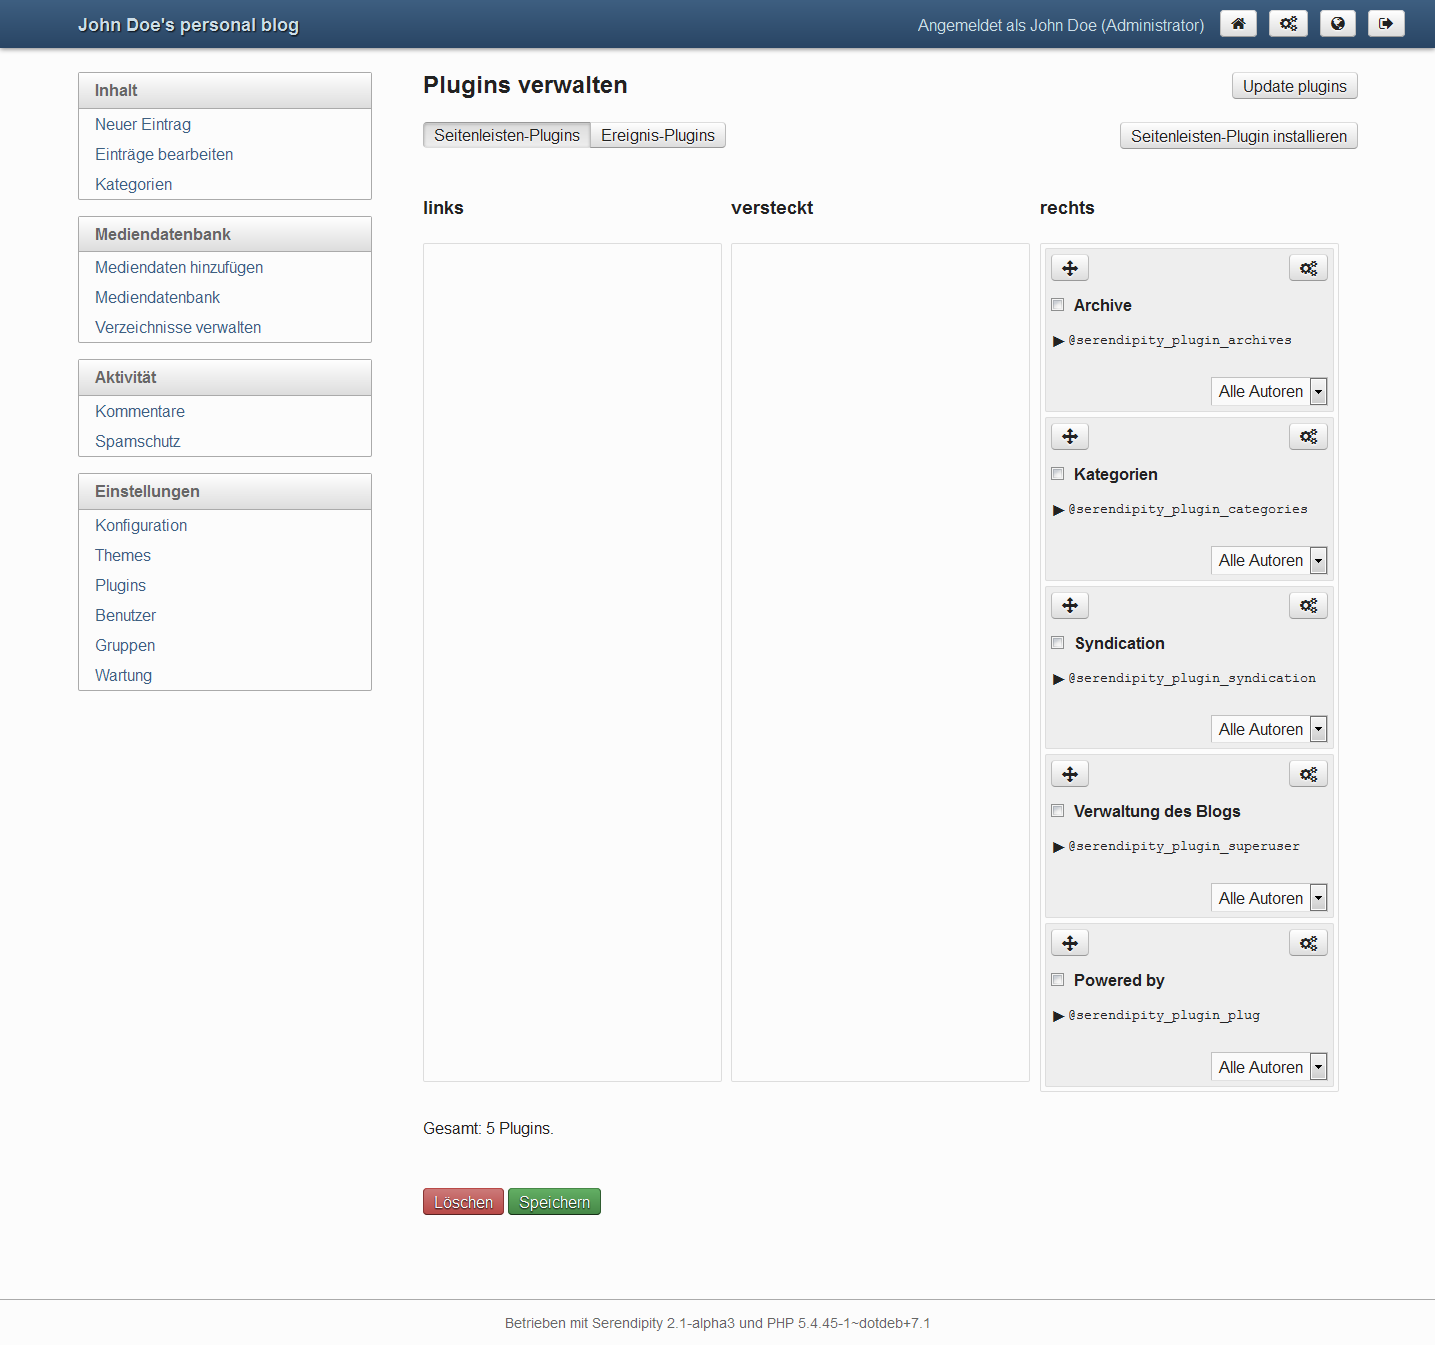 John Doe's personal blog
Angemeldet als John Doe (Administrator)
Inhalt
Neuer Eintrag
Einträge bearbeiten
Kategorien
Mediendatenbank
Mediendaten hinzufügen
Mediendatenbank
Verzeichnisse verwalten
Aktivität
Kommentare
Spamschutz
Einstellungen
Konfiguration
Themes
Plugins
Benutzer
Gruppen
Wartung
Plugins verwalten
Update plugins
Seitenleisten-Plugins
Ereignis-Plugins
Seitenleisten-Plugin installieren
links
versteckt
rechts
Archive
@serendipity_plugin_archives
Alle Autoren
Kategorien
@serendipity_plugin_categories
Alle Autoren
Syndication
@serendipity_plugin_syndication
Alle Autoren
Verwaltung des Blogs
@serendipity_plugin_superuser
Alle Autoren
Powered by
@serendipity_plugin_plug
Alle Autoren
Gesamt: 5 Plugins.
Löschen
Speichern
Betrieben mit Serendipity 2.1-alpha3 und PHP 5.4.45-1~dotdeb+7.1